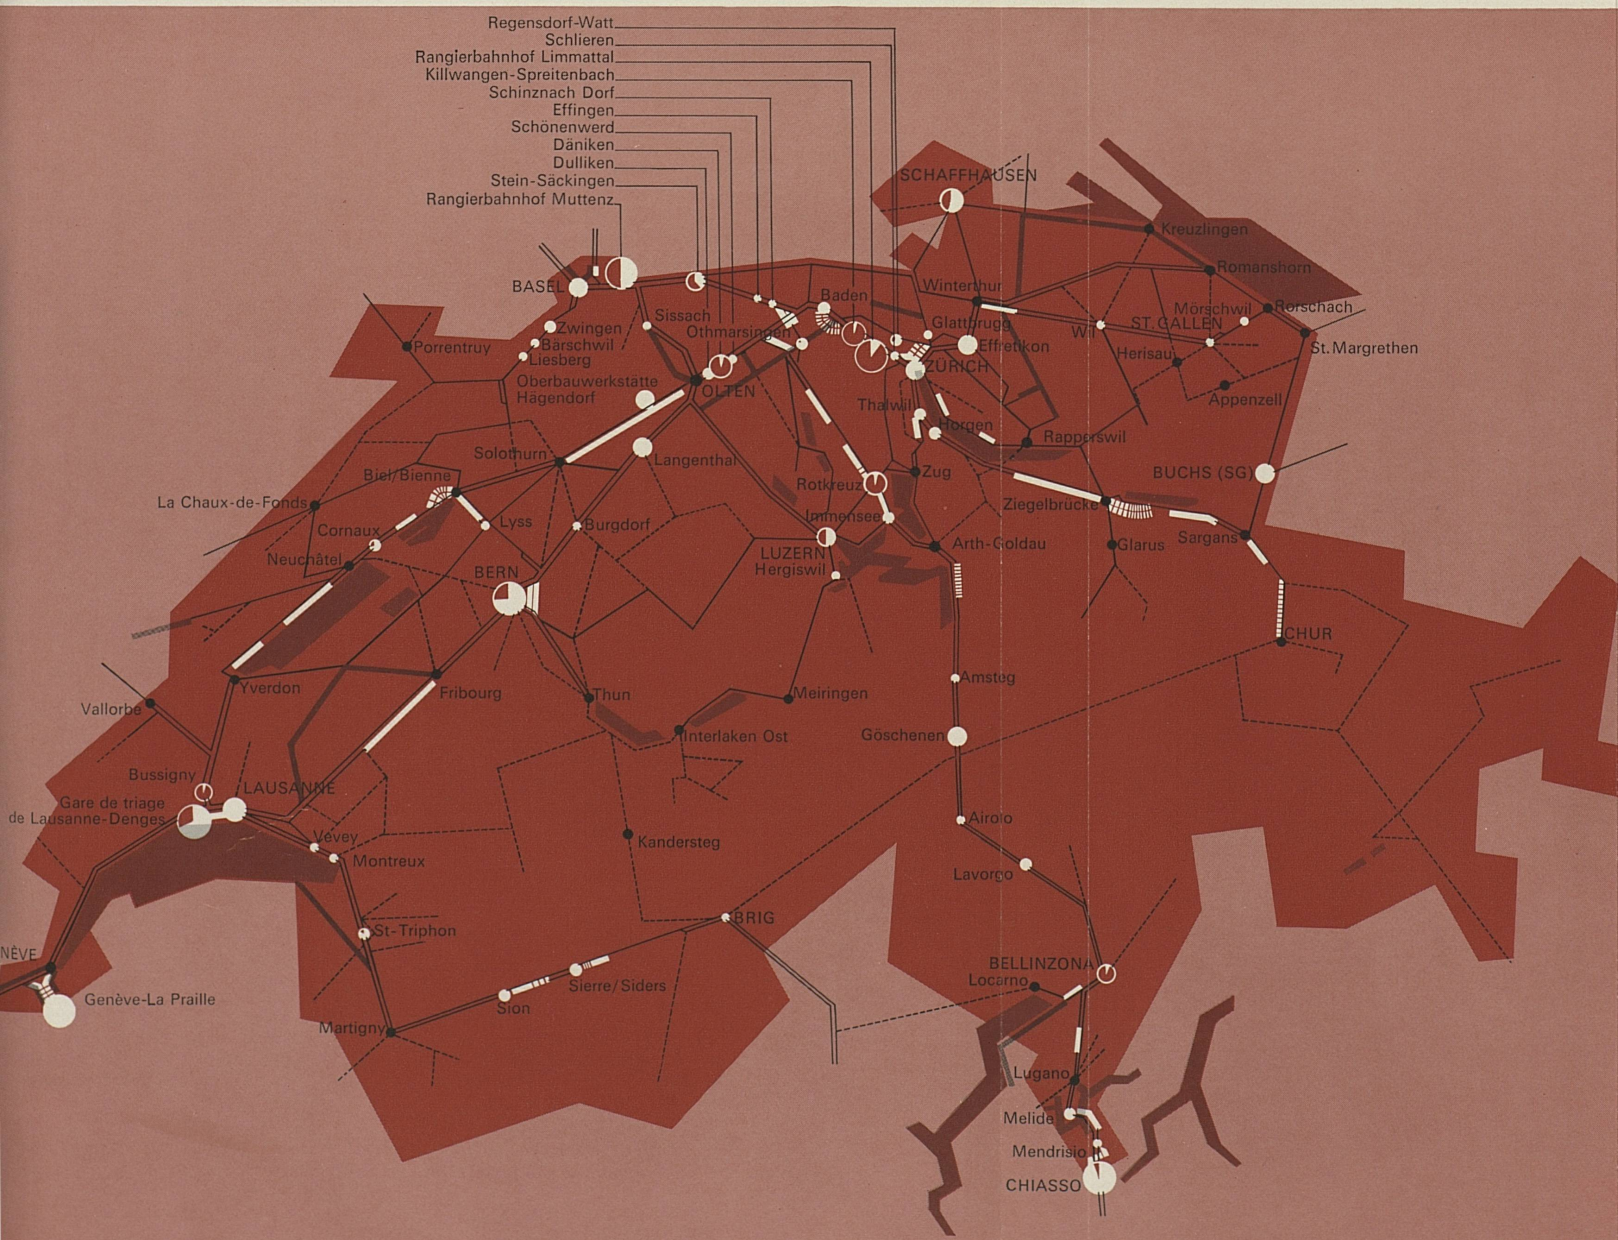 Regensdorf-Watt
Schlieren
Rangierbahnhof Limmattal
Killwangen-Spreitenbach
Schinznach Dorf
Effingen
Schönenwerd
Däniken
Dulliken
Stein-Säckingen
Rangierbahnhof Muttenz
SCHAFFHAUSEN
Kreuzlingen
Romanshorn
BASEL
Baden
Winterthur
Mörschwil
Rorschach
Zwingen
Sissach
Othmarsingen
Glattbrugg
Wil
ST. GALLEN
Porrentruy
Bärschwil
Liesberg
Effretikon
Herisau
St. Margrethen
ZÜRICH
Oberbauwerkstätte
Hägendorf
OLTEN
Appenzell
Thalwil
Horgen
Rapperswil
Solothurn
Langenthal
Biel/Bienne
Zug
BUCHS (SG)
Rotkreuz
La Chaux-de-Fonds
Ziegelbrücke
Lyss
Burgdorf
Immensee
Cornaux
Sargans
Neuchâtel
LUZERN
Arth-Goldau
Glarus
BERN
Hergiswil
CHUR
Yverdon
Fribourg
Thun
Meiringen
Amsteg
Vallorbe
Interlaken Ost
Göschenen
Bussigny
LAUSANNE
Gare de triage
de Lausanne-Denges
Vevey
Montreux
Kandersteg
Airolo
Lavorgo
St-Triphon
BRIG
NÈVE
BELLINZONA
Locarno
Genève-La Praille
Sion
Sierre/Siders
Martigny
Lugano
Melide
Mendrisio
CHIASSO